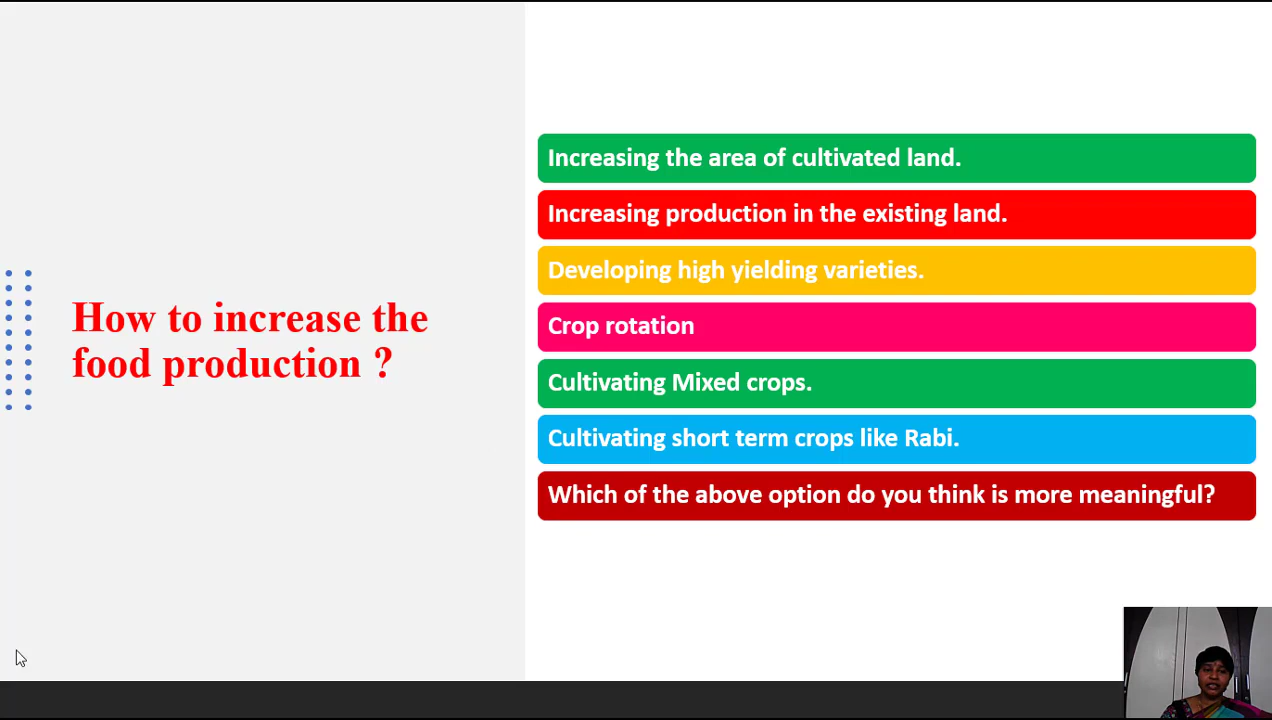 How to increase the
food production ?
Increasing the area of cultivated land.
Increasing production in the existing land.
Developing high yielding varieties.
Crop rotation
Cultivating Mixed crops.
Cultivating short term crops like Rabi.
Which of the above option do you think is more meaningful?